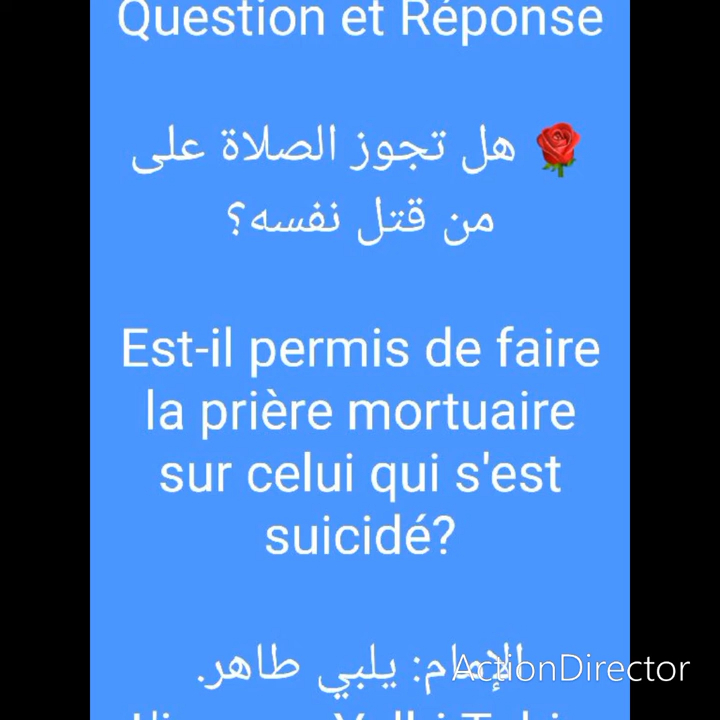 Question et Réponse
هل تجوز الصلاة على
من قتل نفسه؟
Est-il permis de faire
la prière mortuaire
sur celui qui s'est
suicidé?
الإمام: يلبي طاهر.
ActionDirector